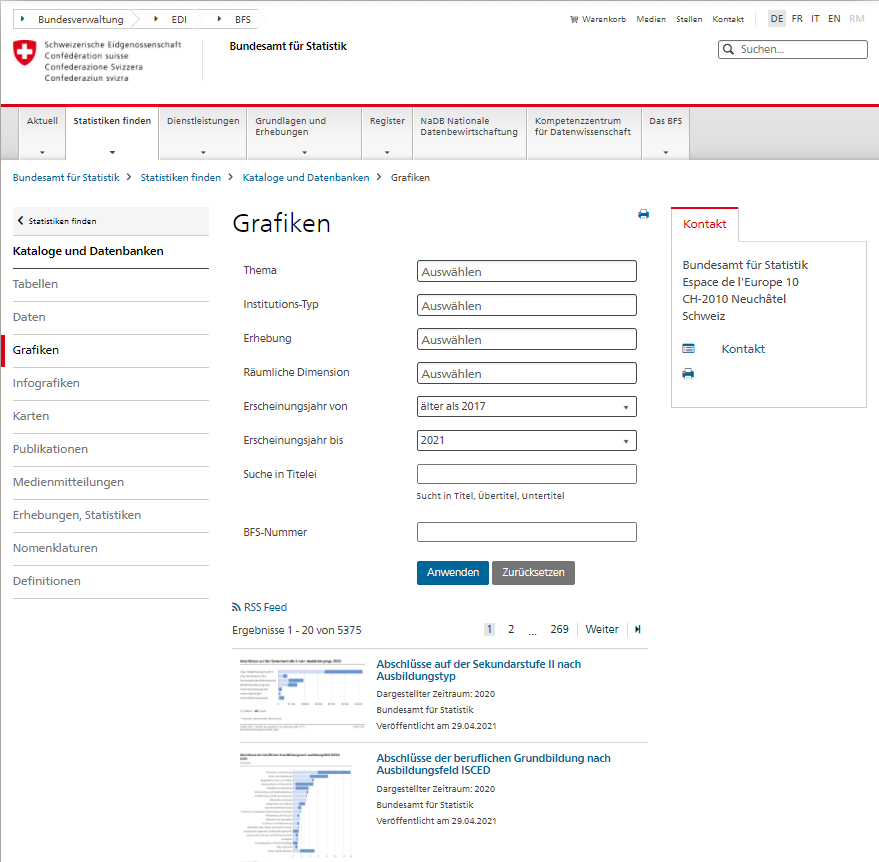 Bundesverwaltung EDI BFS
Warenkorb Medien Stellen Kontakt DE FR IT EN RM
Schweizerische Eidgenossenschaft
Confédération suisse
Confederazione Svizzera
Confederaziun svizra
Bundesamt für Statistik
Suchen...
Aktuell
Statistiken finden
Dienstleistungen
Grundlagen und
Erhebungen
Register
NaDB Nationale
Datenbewirtschaftung
Kompetenzzentrum
für Datenwissenschaft
Das BFS
Bundesamt für Statistik > Statistiken finden > Kataloge und Datenbanken > Grafiken
Statistiken finden
Kataloge und Datenbanken
Tabellen
Daten
Grafiken
Infografiken
Karten
Publikationen
Medienmitteilungen
Erhebungen, Statistiken
Nomenklaturen
Definitionen
Grafiken
Thema Auswählen
Institutions-Typ Auswählen
Erhebung Auswählen
Räumliche Dimension Auswählen
Erscheinungsjahr von älter als 2017
Erscheinungsjahr bis 2021
Suche in Titelei
Sucht in Titel, Übertitel, Untertitel
BFS-Nummer
Anwenden Zurücksetzen
RSS Feed
Ergebnisse 1 - 20 von 5375
1 2 ... 269 Weiter
Abschlüsse auf der Sekundarstufe II nach
Ausbildungstyp
Dargestellter Zeitraum: 2020
Bundesamt für Statistik
Veröffentlicht am 29.04.2021
Abschlüsse der beruflichen Grundbildung nach
Ausbildungsfeld ISCED
Dargestellter Zeitraum: 2020
Bundesamt für Statistik
Veröffentlicht am 29.04.2021
Kontakt
Bundesamt für Statistik
Espace de l'Europe 10
CH-2010 Neuchâtel
Schweiz
Kontakt